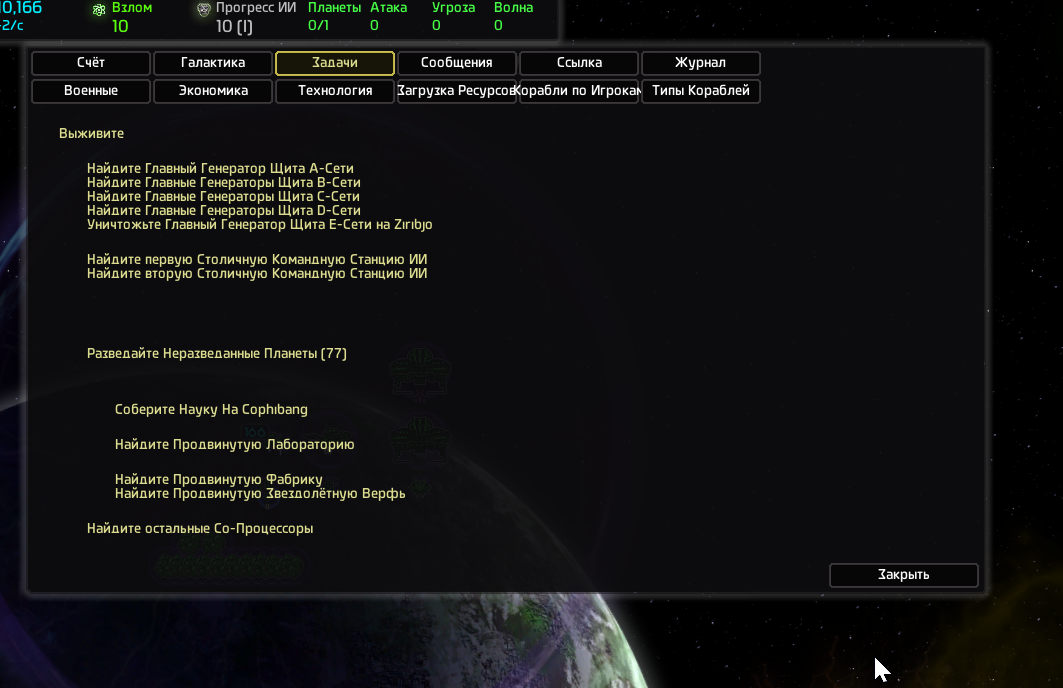 10,166 Взлом Прогресс ИИ Планеты Атака Угроза Волна
-2/с 10 10 (I) 0/1 0 0 0
Счёт Галактика Задачи Сообщения Ссылка Журнал
Военные Экономика Технология Загрузка Ресурсов Корабли по Игрокам Типы Кораблей
Выживите
Найдите Главный Генератор Щита A-Сети
Найдите Главные Генераторы Щита B-Сети
Найдите Главные Генераторы Щита C-Сети
Найдите Главные Генераторы Щита D-Сети
Уничтожьте Главный Генератор Щита E-Сети на Ziribjo
Найдите первую Столичную Командную Станцию ИИ
Найдите вторую Столичную Командную Станцию ИИ
Разведайте Неразведанные Планеты (77)
Соберите Науку На Cophibang
Найдите Продвинутую Лабораторию
Найдите Продвинутую Фабрику
Найдите Продвинутую Звездолётную Верфь
Найдите остальные Со-Процессоры
Закрыть